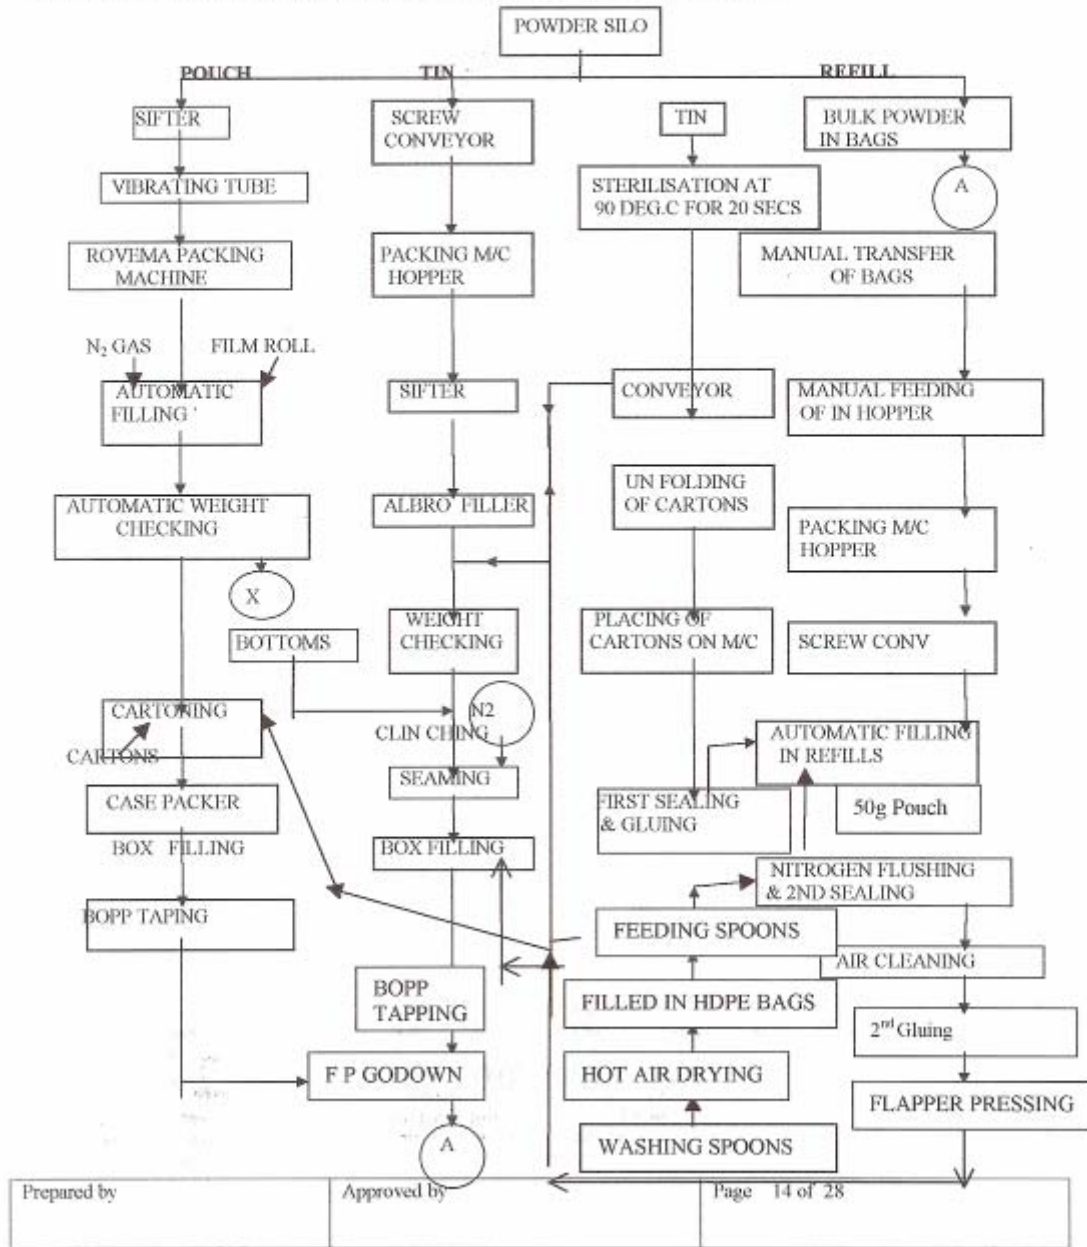 POWDER SILO
POUCH
TIN
REFILL
SIFTER
SCREW
CONVEYOR
TIN
BULK POWDER
IN BAGS
VIBRATING TUBE
STERILISATION AT
90 DEG.C FOR 20 SECS
A
ROVEMA PACKING
MACHINE
PACKING M/C
HOPPER
MANUAL TRANSFER
OF BAGS
N2 GAS
FILM ROLL
AUTOMATIC
FILLING
SIFTER
CONVEYOR
MANUAL FEEDING
OF IN HOPPER
AUTOMATIC WEIGHT
CHECKING
ALBRO FILLER
UN FOLDING
OF CARTONS
PACKING M/C
HOPPER
X
BOTTOMS
WEIGHT
CHECKING
PLACING OF
CARTONS ON M/C
SCREW CONV
CARTONING
CARTONS
N2
CLIN CHING
SEAMING
AUTOMATIC FILLING
IN REFILLS
CASE PACKER
BOX FILLING
FIRST SEALING
& GLUING
50g Pouch
BOX FILLING
NITROGEN FLUSHING
& 2ND SEALING
BOPP TAPING
FEEDING SPOONS
AIR CLEANING
BOPP
TAPPING
FILLED IN HDPE BAGS
2nd Gluing
F P GODOWN
HOT AIR DRYING
FLAPPER PRESSING
A
WASHING SPOONS
Prepared by
Approved by
Page 14 of 28